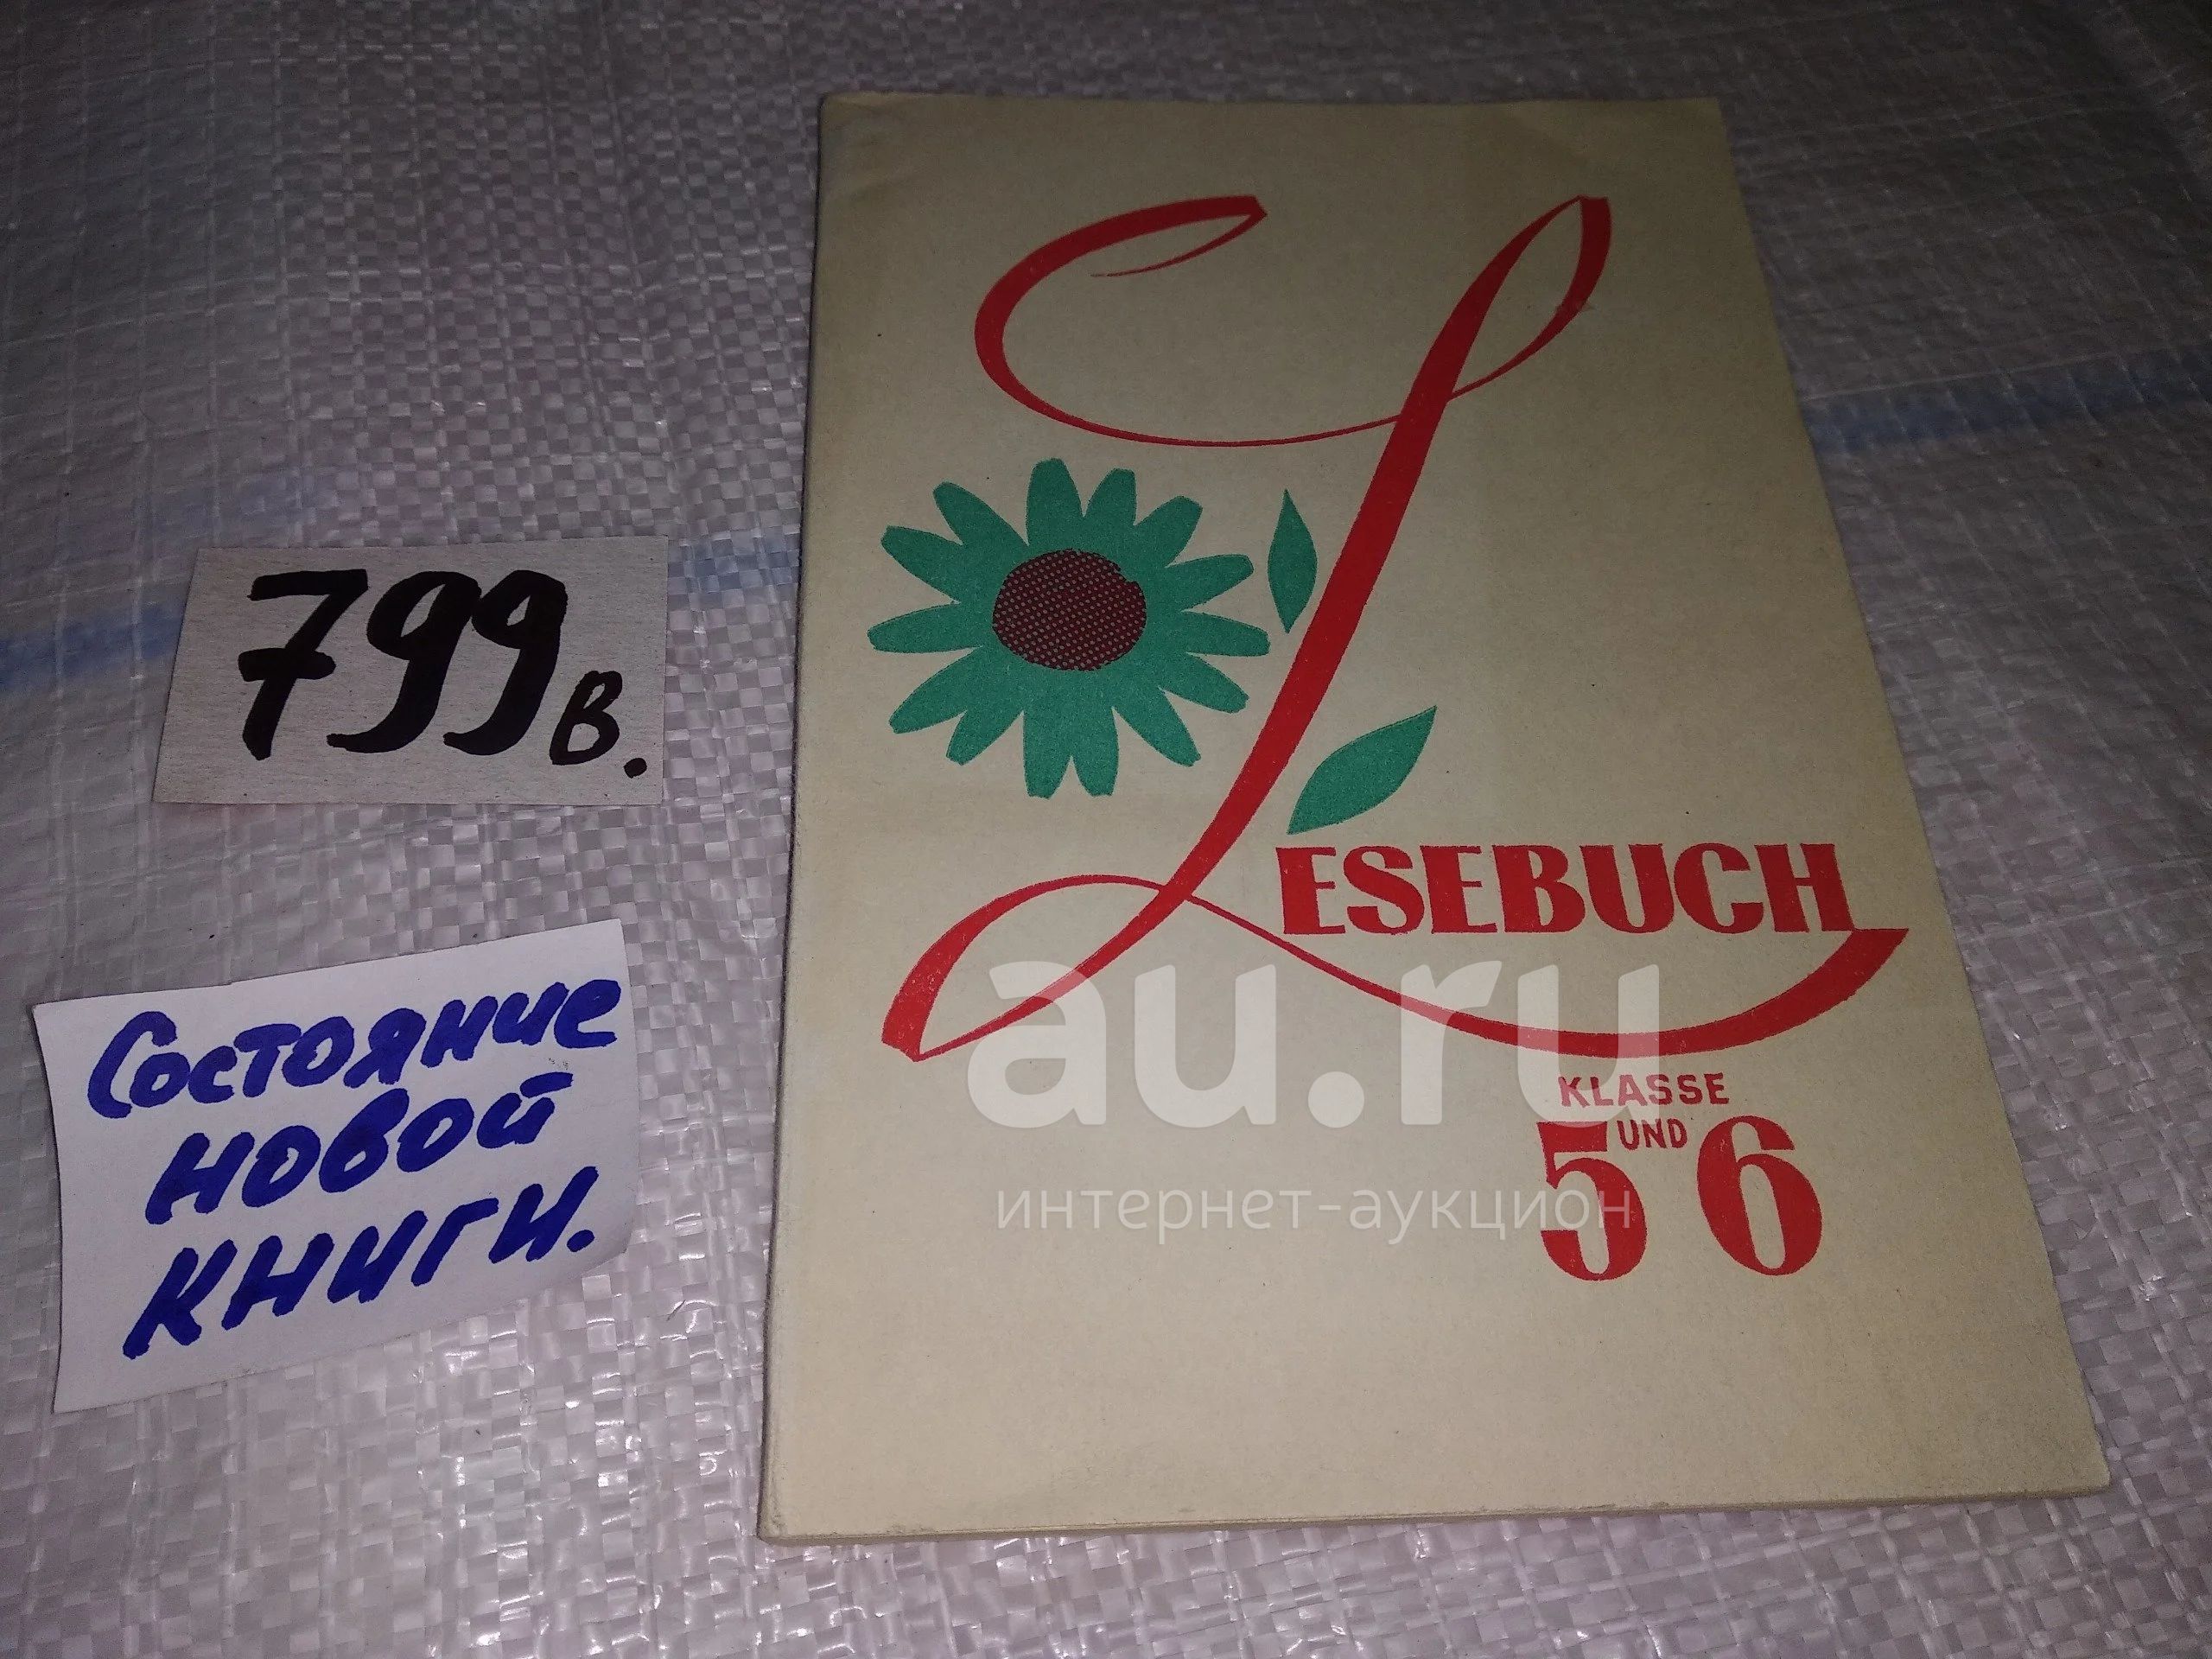 799в.
Состояние
новой
книги.
LESEBUCH
KLASSE
5 UND 6
au.ru
интернет-аукцион